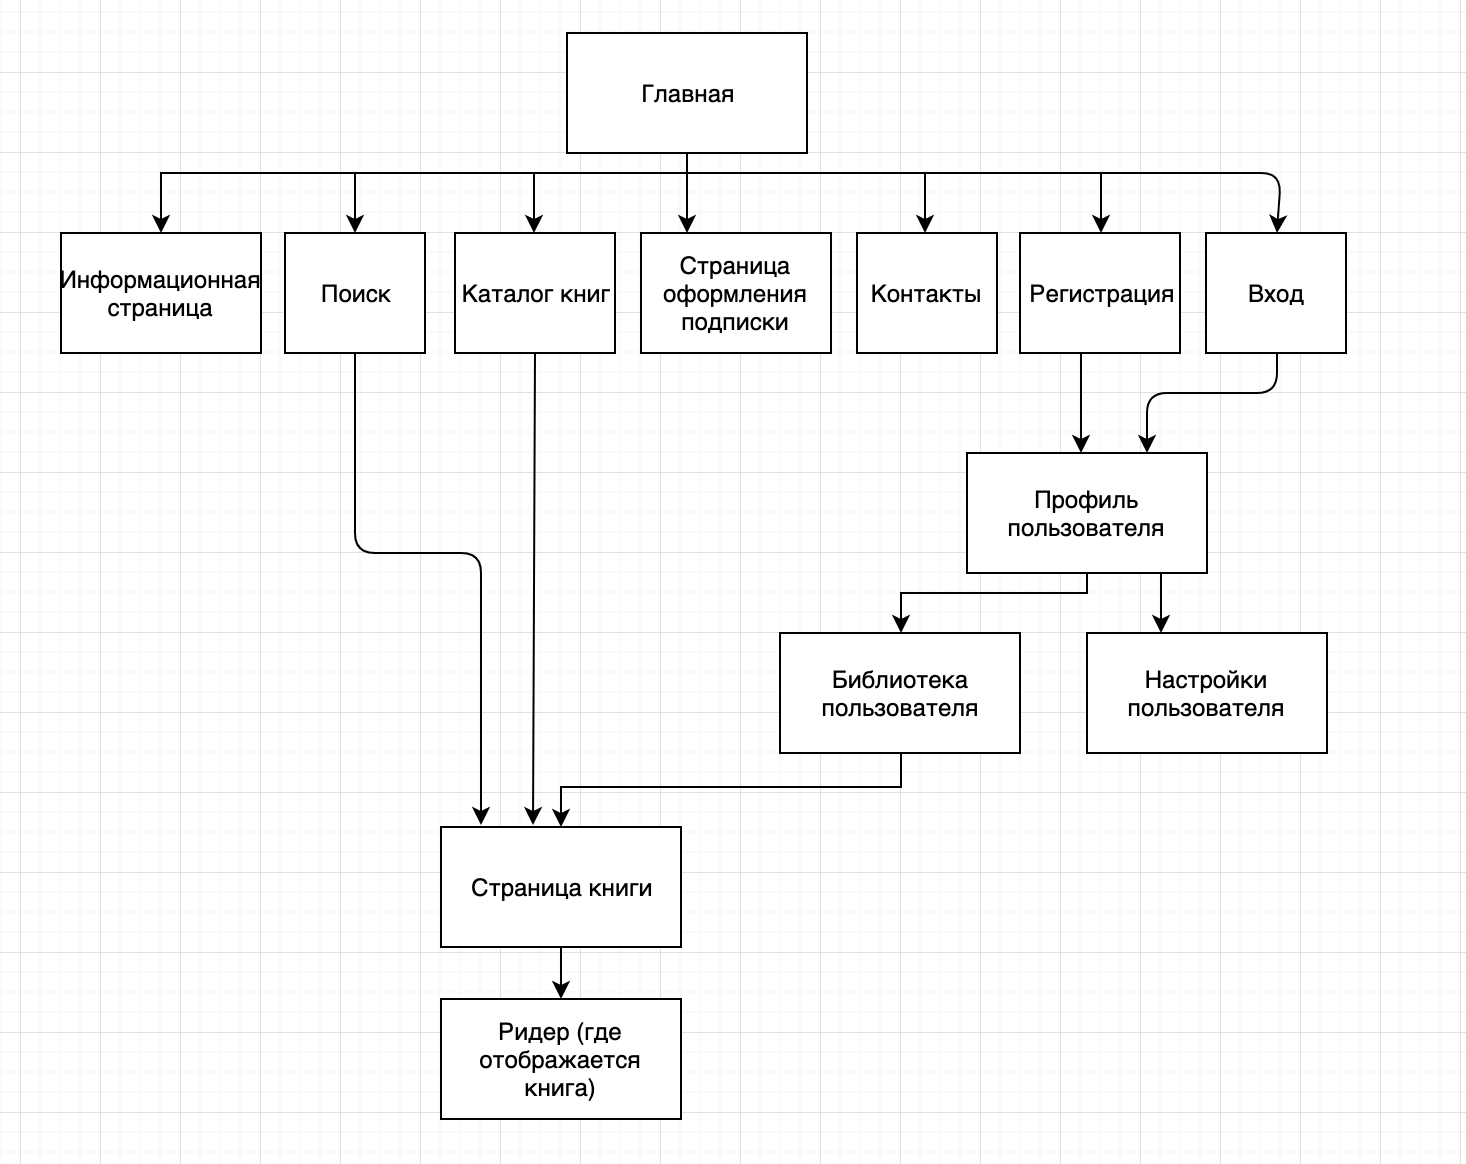 Главная
Информационная
страница
Поиск
Каталог книг
Страница
оформления
подписки
Контакты
Регистрация
Вход
Профиль
пользователя
Библиотека
пользователя
Настройки
пользователя
Страница книги
Ридер (где
отображается
книга)